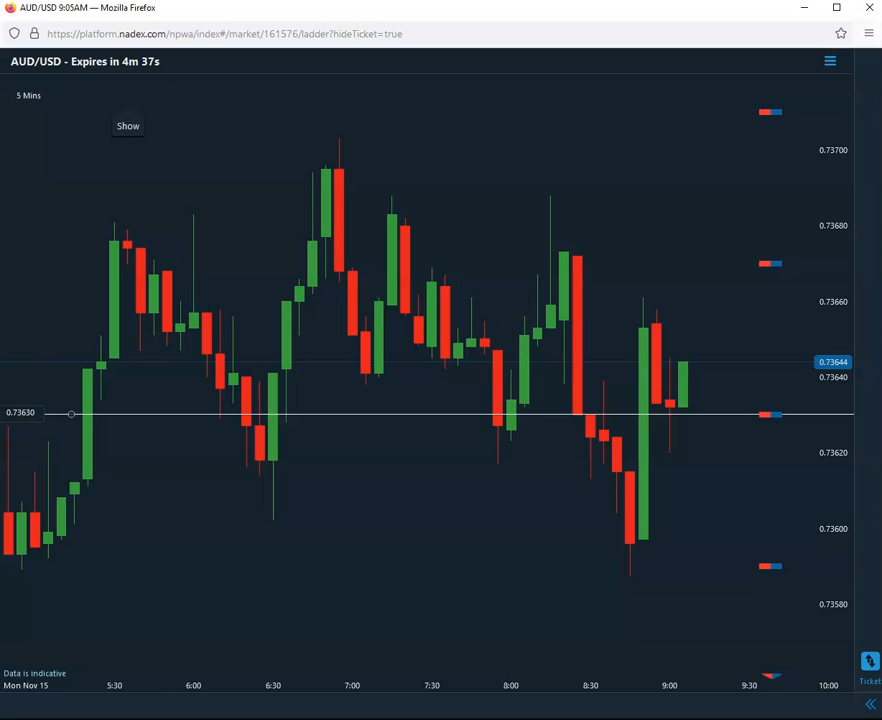 AUD/USD 9:05AM — Mozilla Firefox
https://platform.nadex.com/npwa/index#/market/161576/ladder?hideTicket=true
AUD/USD - Expires in 4m 37s
5 Mins
Show
0.73700
0.73680
0.73660
0.73644
0.73640
0.73630
0.73620
0.73600
0.73580
Data is indicative
Ticket
Mon Nov 15 5:30 6:00 6:30 7:00 7:30 8:00 8:30 9:00 9:30 10:00